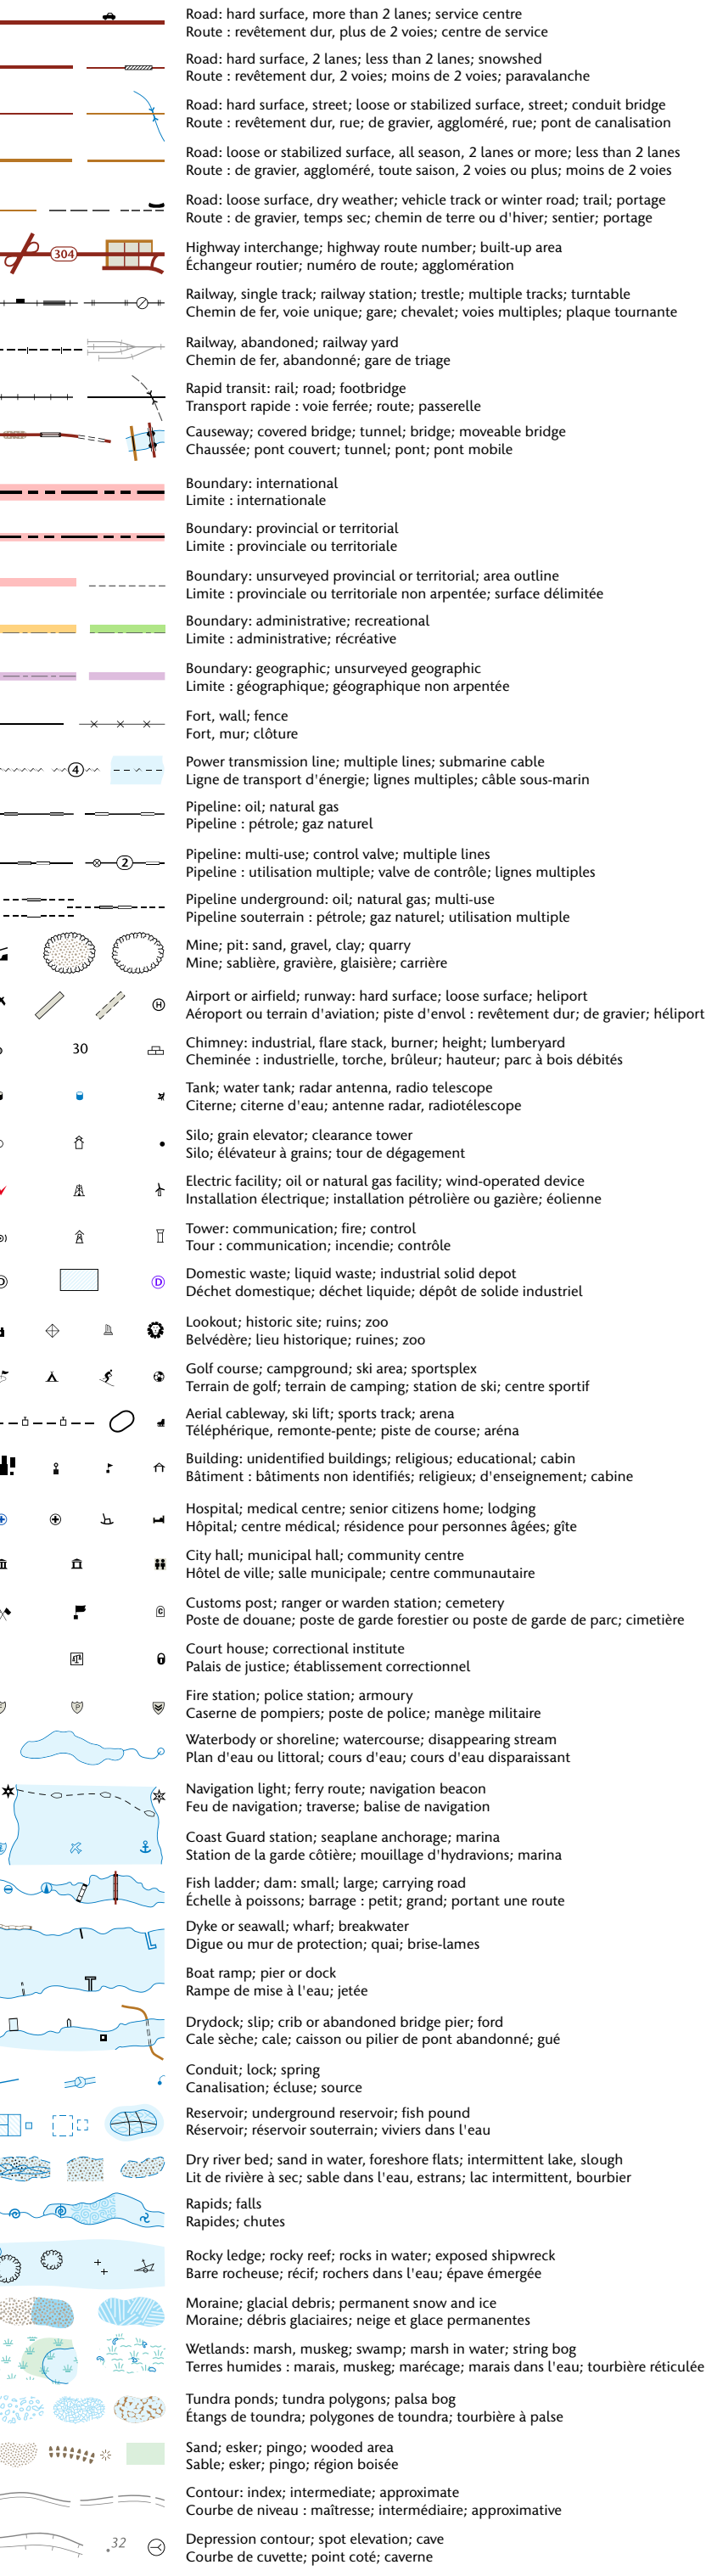 Road: hard surface, more than 2 lanes; service centre
Route : revêtement dur, plus de 2 voies; centre de service
Road: hard surface, 2 lanes; less than 2 lanes; snowshed
Route : revêtement dur, 2 voies; moins de 2 voies; paravalanche
Road: hard surface, street; loose or stabilized surface, street; conduit bridge
Route : revêtement dur, rue; de gravier, aggloméré, rue; pont de canalisation
Road: loose or stabilized surface, all season, 2 lanes or more; less than 2 lanes
Route : de gravier, aggloméré, toute saison, 2 voies ou plus; moins de 2 voies
Road: loose surface, dry weather; vehicle track or winter road; trail; portage
Route : de gravier, temps sec; chemin de terre ou d'hiver; sentier; portage
304
Highway interchange; highway route number; built-up area
Échangeur routier; numéro de route; agglomération
Railway, single track; railway station; trestle; multiple tracks; turntable
Chemin de fer, voie unique; gare; chevalet; voies multiples; plaque tournante
Railway, abandoned; railway yard
Chemin de fer, abandonné; gare de triage
Rapid transit: rail; road; footbridge
Transport rapide : voie ferrée; route; passerelle
Causeway; covered bridge; tunnel; bridge; moveable bridge
Chaussée; pont couvert; tunnel; pont; pont mobile
Boundary: international
Limite : internationale
Boundary: provincial or territorial
Limite : provinciale ou territoriale
Boundary: unsurveyed provincial or territorial; area outline
Limite : provinciale ou territoriale non arpentée; surface délimitée
Boundary: administrative; recreational
Limite : administrative; récréative
Boundary: geographic; unsurveyed geographic
Limite : géographique; géographique non arpentée
Fort, wall; fence
Fort, mur; clôture
4
Power transmission line; multiple lines; submarine cable
Ligne de transport d'énergie; lignes multiples; câble sous-marin
Pipeline: oil; natural gas
Pipeline : pétrole; gaz naturel
2
Pipeline: multi-use; control valve; multiple lines
Pipeline : utilisation multiple; valve de contrôle; lignes multiples
Pipeline underground: oil; natural gas; multi-use
Pipeline souterrain : pétrole; gaz naturel; utilisation multiple
Mine; pit: sand, gravel, clay; quarry
Mine; sablière, gravière, glaisière; carrière
H
Airport or airfield; runway: hard surface; loose surface; heliport
Aéroport ou terrain d'aviation; piste d'envol : revêtement dur; de gravier; héliport
30
Chimney: industrial, flare stack, burner; height; lumberyard
Cheminée : industrielle, torche, brûleur; hauteur; parc à bois débités
Tank; water tank; radar antenna, radio telescope
Citerne; citerne d'eau; antenne radar, radiotélescope
Silo; grain elevator; clearance tower
Silo; élévateur à grains; tour de dégagement
Electric facility; oil or natural gas facility; wind-operated device
Installation électrique; installation pétrolière ou gazière; éolienne
Tower: communication; fire; control
Tour : communication; incendie; contrôle
D D
Domestic waste; liquid waste; industrial solid depot
Déchet domestique; déchet liquide; dépôt de solide industriel
Lookout; historic site; ruins; zoo
Belvédère; lieu historique; ruines; zoo
Golf course; campground; ski area; sportsplex
Terrain de golf; terrain de camping; station de ski; centre sportif
Aerial cableway, ski lift; sports track; arena
Téléphérique, remonte-pente; piste de course; aréna
Building: unidentified buildings; religious; educational; cabin
Bâtiment : bâtiments non identifiés; religieux; d'enseignement; cabine
Hospital; medical centre; senior citizens home; lodging
Hôpital; centre médical; résidence pour personnes âgées; gîte
City hall; municipal hall; community centre
Hôtel de ville; salle municipale; centre communautaire
C
Customs post; ranger or warden station; cemetery
Poste de douane; poste de garde forestier ou poste de garde de parc; cimetière
Court house; correctional institute
Palais de justice; établissement correctionnel
F P
Fire station; police station; armoury
Caserne de pompiers; poste de police; manège militaire
Waterbody or shoreline; watercourse; disappearing stream
Plan d'eau ou littoral; cours d'eau; cours d'eau disparaissant
Navigation light; ferry route; navigation beacon
Feu de navigation; traverse; balise de navigation
Coast Guard station; seaplane anchorage; marina
Station de la garde côtière; mouillage d'hydravions; marina
Fish ladder; dam: small; large; carrying road
Échelle à poissons; barrage : petit; grand; portant une route
Dyke or seawall; wharf; breakwater
Digue ou mur de protection; quai; brise-lames
Boat ramp; pier or dock
Rampe de mise à l'eau; jetée
Drydock; slip; crib or abandoned bridge pier; ford
Cale sèche; cale; caisson ou pilier de pont abandonné; gué
Conduit; lock; spring
Canalisation; écluse; source
Reservoir; underground reservoir; fish pound
Réservoir; réservoir souterrain; viviers dans l'eau
Dry river bed; sand in water, foreshore flats; intermittent lake, slough
Lit de rivière à sec; sable dans l'eau, estrans; lac intermittent, bourbier
Rapids; falls
Rapides; chutes
Rocky ledge; rocky reef; rocks in water; exposed shipwreck
Barre rocheuse; récif; rochers dans l'eau; épave émergée
Moraine; glacial debris; permanent snow and ice
Moraine; débris glaciaires; neige et glace permanentes
Wetlands: marsh, muskeg; swamp; marsh in water; string bog
Terres humides : marais, muskeg; marécage; marais dans l'eau; tourbière réticulée
Tundra ponds; tundra polygons; palsa bog
Étangs de toundra; polygones de toundra; tourbière à palse
Sand; esker; pingo; wooded area
Sable; esker; pingo; région boisée
Contour: index; intermediate; approximate
Courbe de niveau : maîtresse; intermédiaire; approximative
.32
Depression contour; spot elevation; cave
Courbe de cuvette; point coté; caverne